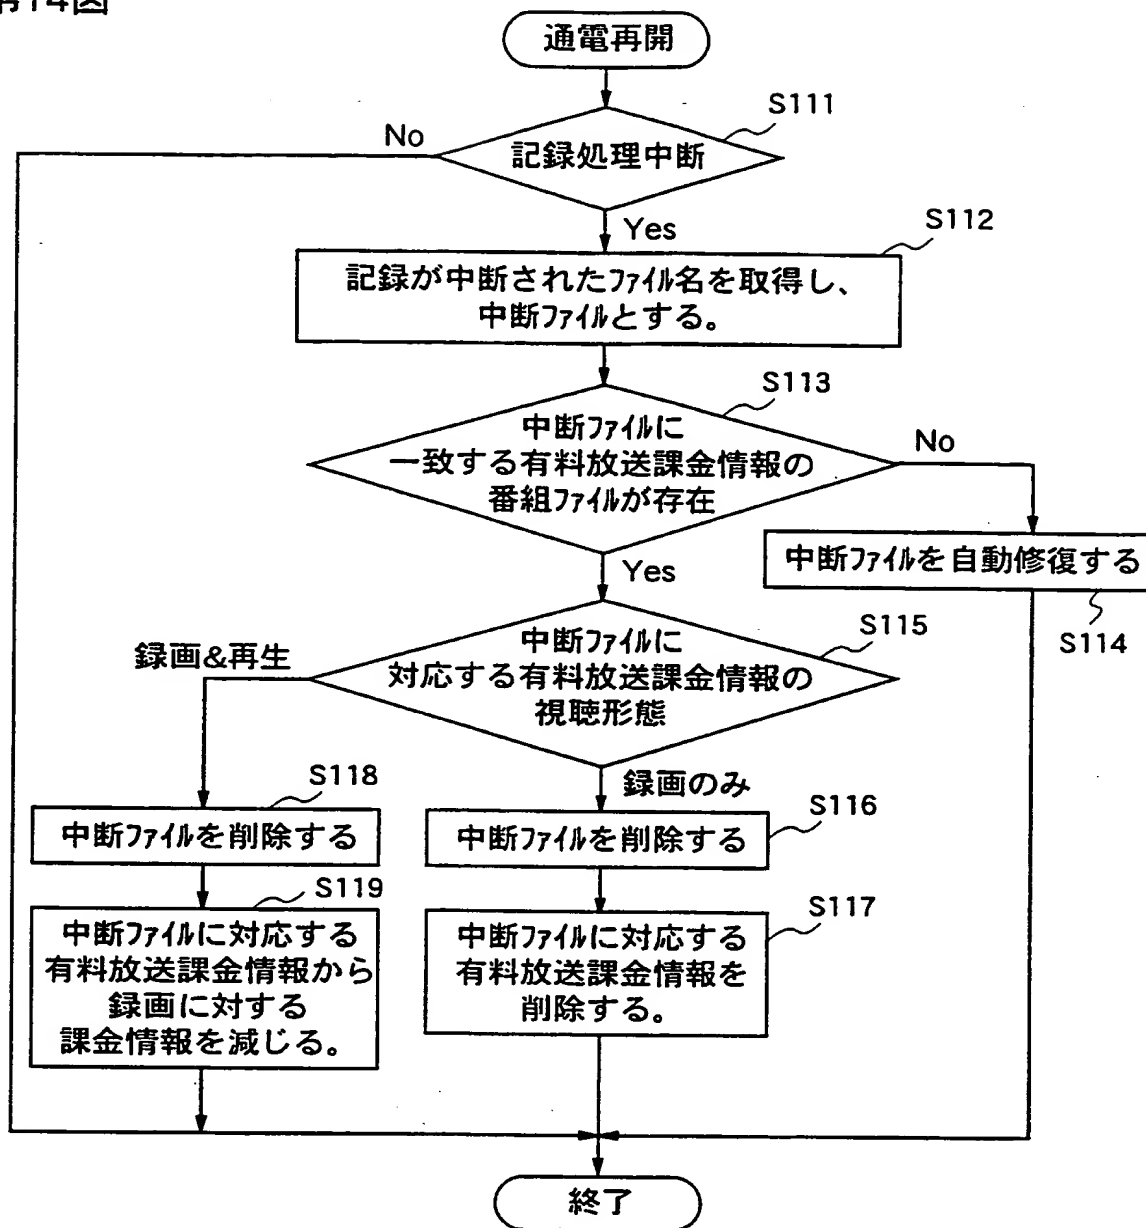 第14図
通電再開
S111
No
記録処理中断
Yes
S112
記録が中断されたファイル名を取得し、
中断ファイルとする。
S113
中断ファイルに
一致する有料放送課金情報の
番組ファイルが存在
No
Yes
中断ファイルを自動修復する
S114
S115
録画&再生
中断ファイルに
対応する有料放送課金情報の
視聴形態
録画のみ
S118
中断ファイルを削除する
S116
中断ファイルを削除する
S119
中断ファイルに対応する
有料放送課金情報から
録画に対する
課金情報を減じる。
S117
中断ファイルに対応する
有料放送課金情報を
削除する。
終了